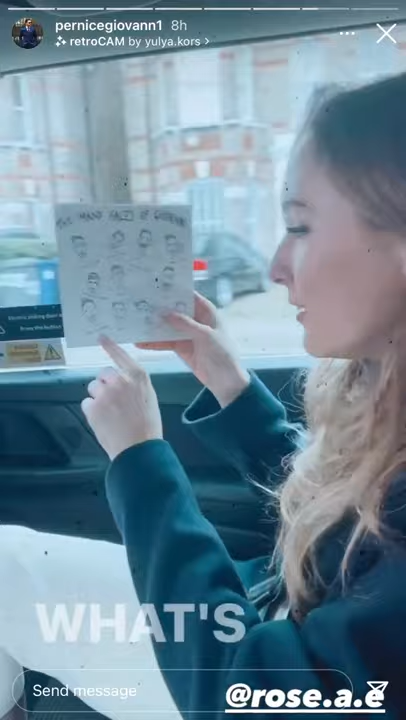 pernicegiovann1 8h
retroCAM by yulya.kors >
THE MANY FACES OF GIOVANNI
WHAT'S
Send message
@rose.a.e